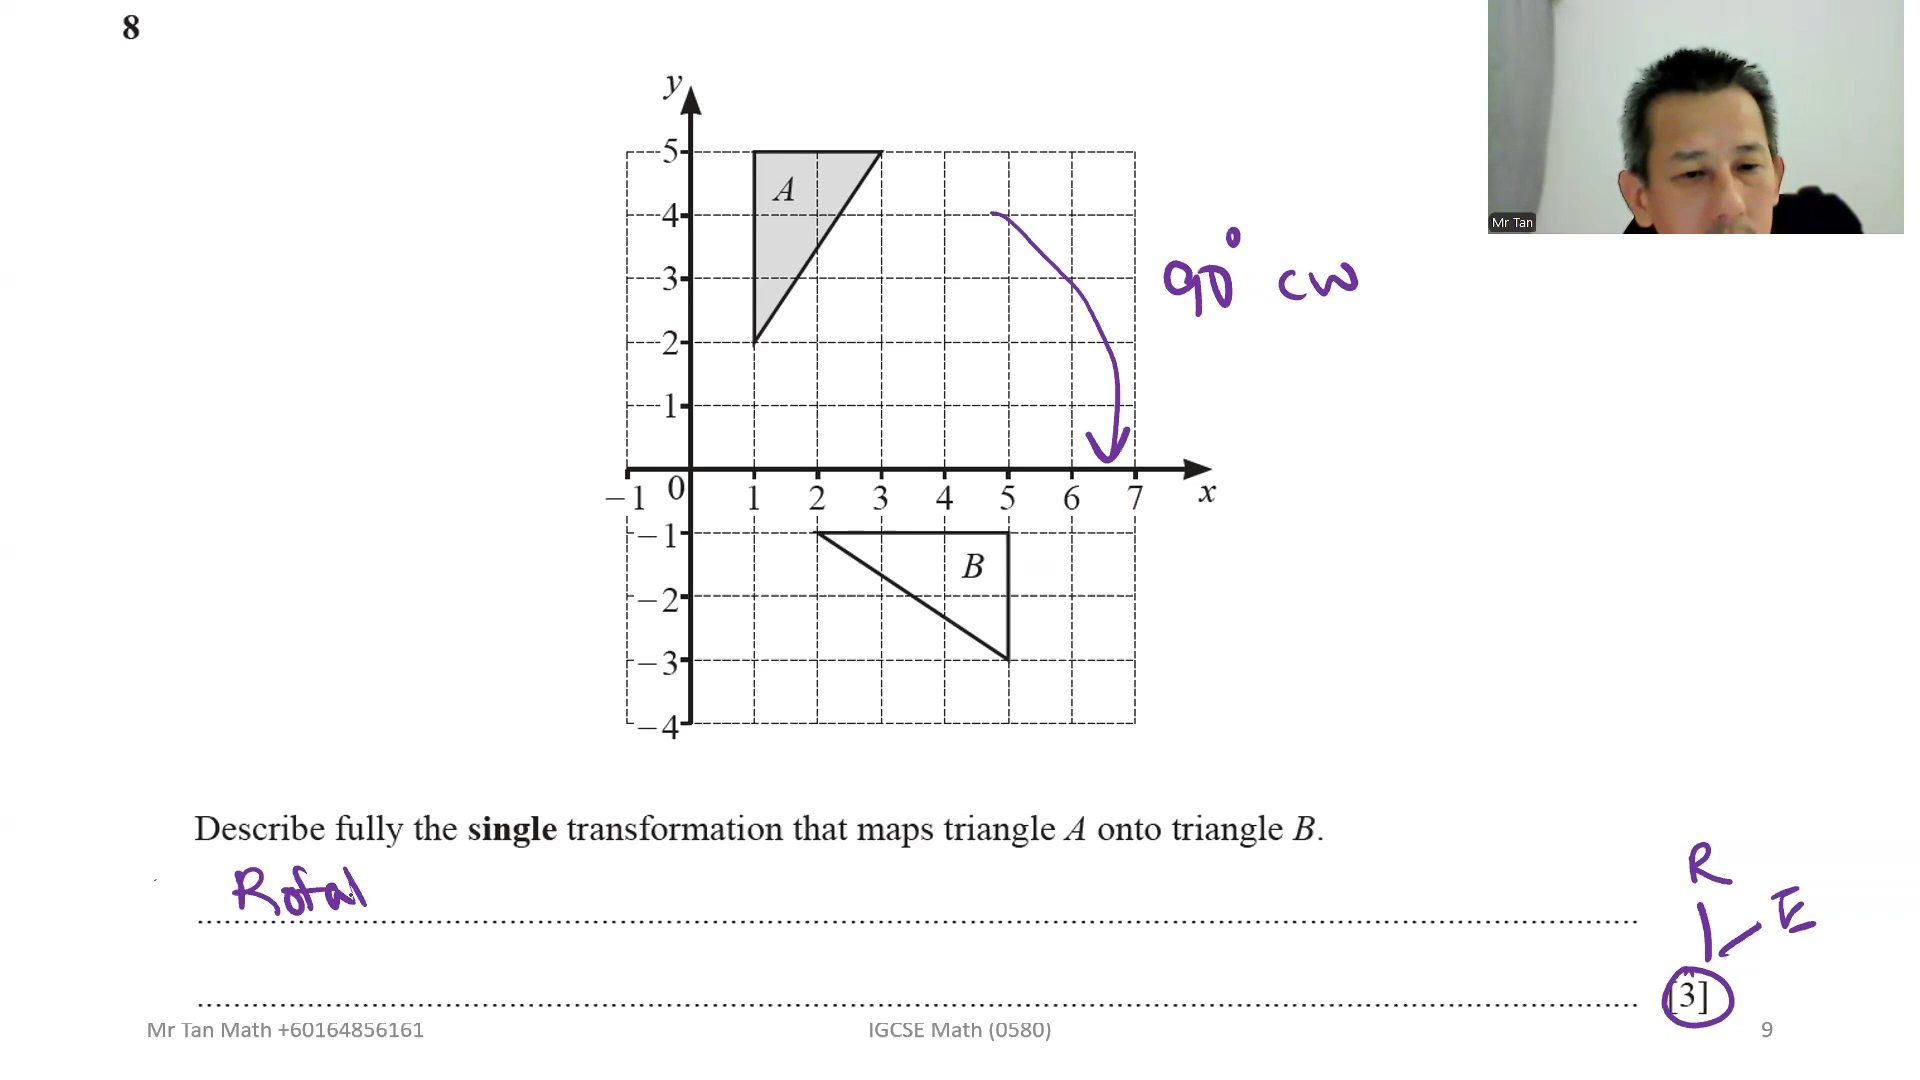 8
y
5
A
4
90° cw
3
2
1
−1 0 1 2 3 4 5 6 7 x
−1
B
−2
−3
−4
Mr Tan
Describe fully the single transformation that maps triangle A onto triangle B.
Rotat
R
E
[3]
Mr Tan Math +60164856161 IGCSE Math (0580) 9